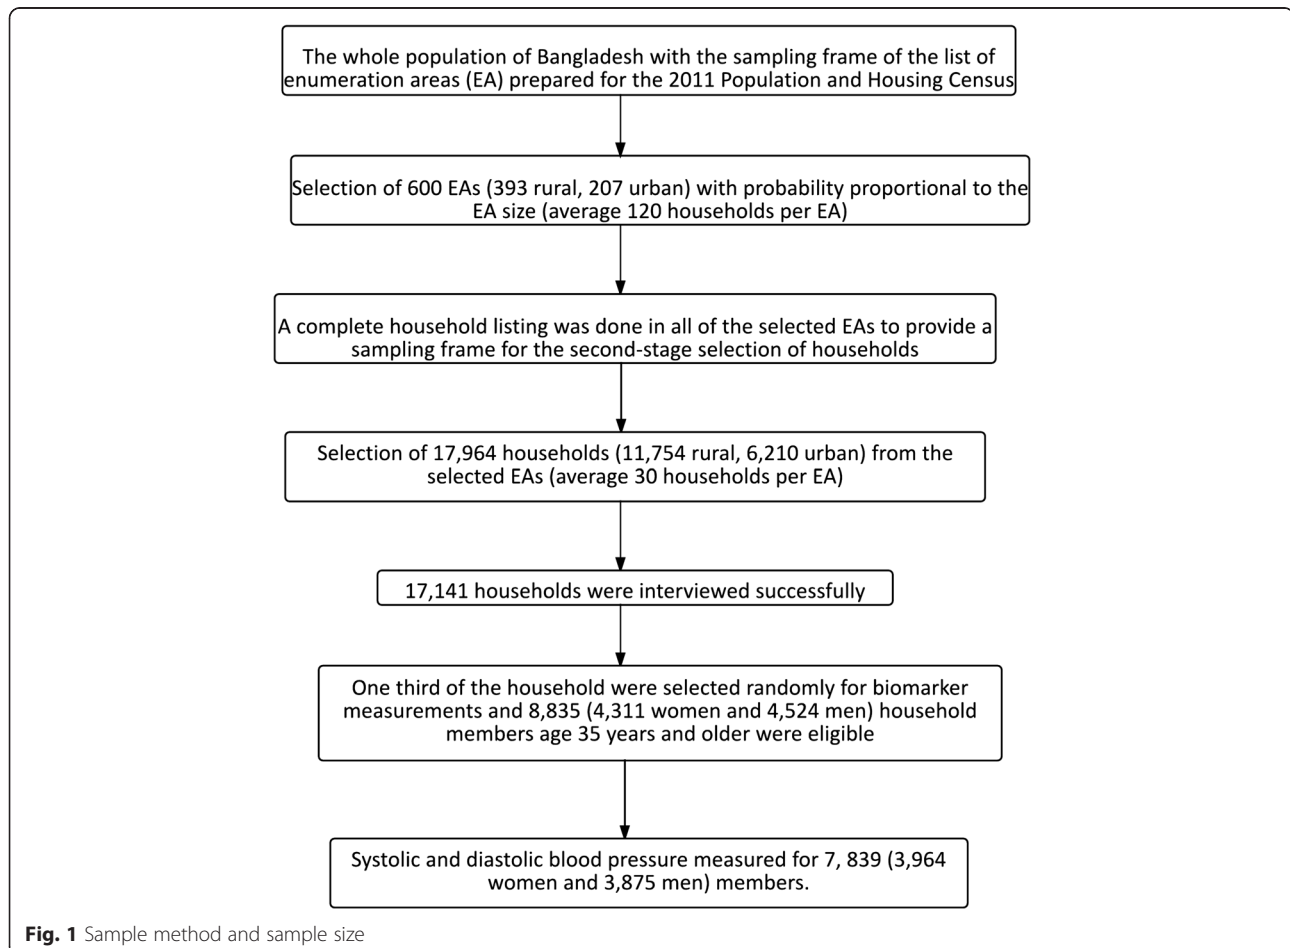 The whole population of Bangladesh with the sampling frame of the list of
enumeration areas (EA) prepared for the 2011 Population and Housing Census
Selection of 600 EAs (393 rural, 207 urban) with probability proportional to the
EA size (average 120 households per EA)
A complete household listing was done in all of the selected EAs to provide a
sampling frame for the second-stage selection of households
Selection of 17,964 households (11,754 rural, 6,210 urban) from the
selected EAs (average 30 households per EA)
17,141 households were interviewed successfully
One third of the household were selected randomly for biomarker
measurements and 8,835 (4,311 women and 4,524 men) household
members age 35 years and older were eligible
Systolic and diastolic blood pressure measured for 7, 839 (3,964
women and 3,875 men) members.
Fig. 1 Sample method and sample size